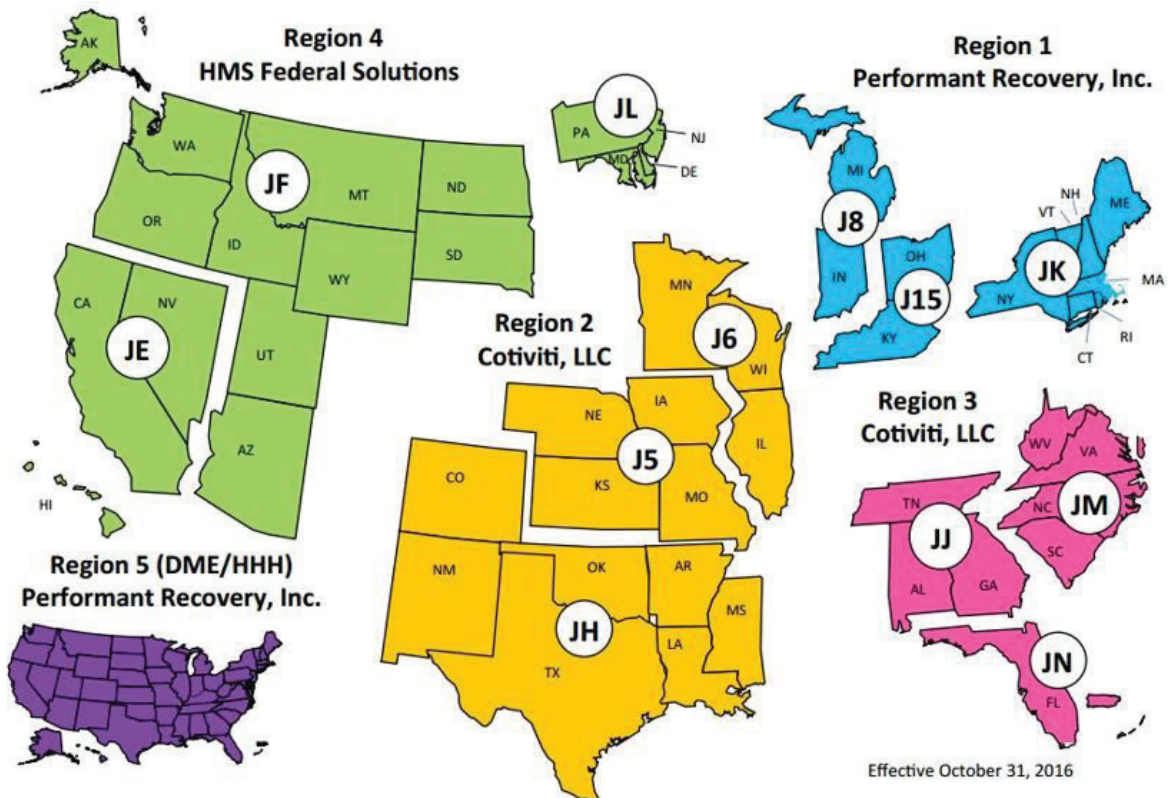 Region 4
HMS Federal Solutions
AK
WA
OR
ID
MT
ND
SD
WY
JF
CA
NV
JE
UT
AZ
HI
JL
PA
NJ
MD
DE
Region 1
Performant Recovery, Inc.
MI
J8
IN
OH
J15
KY
NH
VT
ME
JK
NY
MA
RI
CT
Region 2
Cotiviti, LLC
MN
J6
WI
IL
NE
IA
J5
KS
MO
CO
NM
OK
AR
JH
TX
LA
MS
Region 3
Cotiviti, LLC
WV
VA
NC
JM
SC
TN
JJ
AL
GA
JN
FL
Region 5 (DME/HHH)
Performant Recovery, Inc.
Effective October 31, 2016